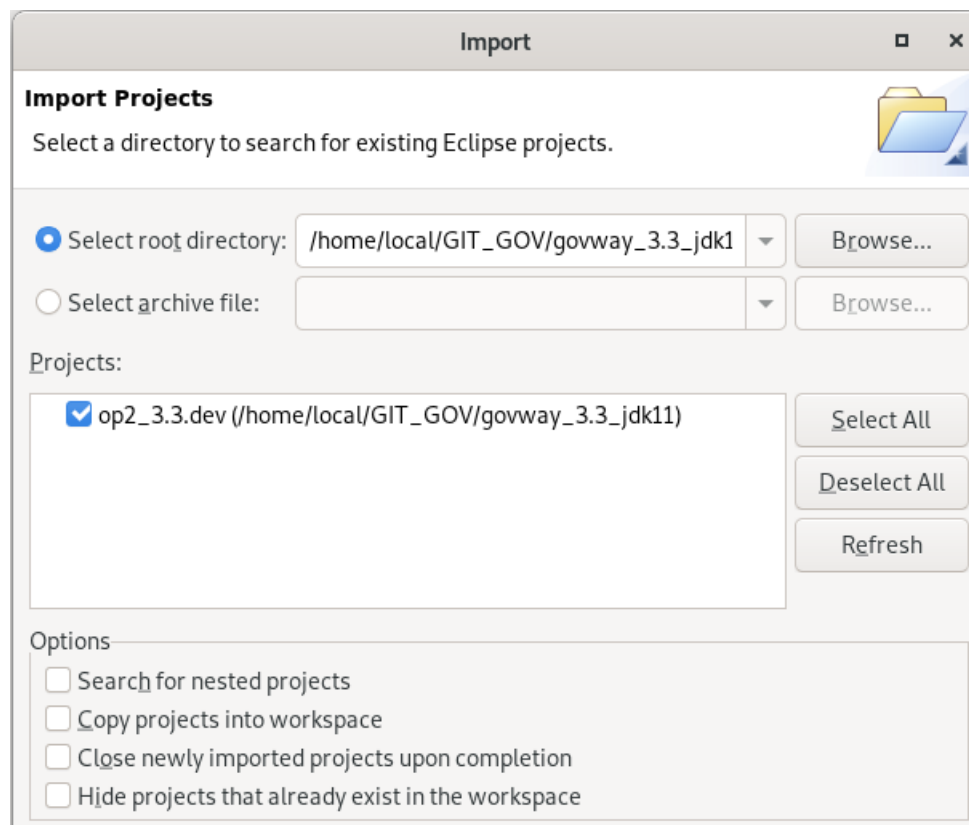 Import
Import Projects
Select a directory to search for existing Eclipse projects.
Select root directory: /home/local/GIT_GOV/govway_3.3_jdk1 Browse...
Select archive file: Browse...
Projects:
op2_3.3.dev (/home/local/GIT_GOV/govway_3.3_jdk11)
Select All
Deselect All
Refresh
Options
Search for nested projects
Copy projects into workspace
Close newly imported projects upon completion
Hide projects that already exist in the workspace